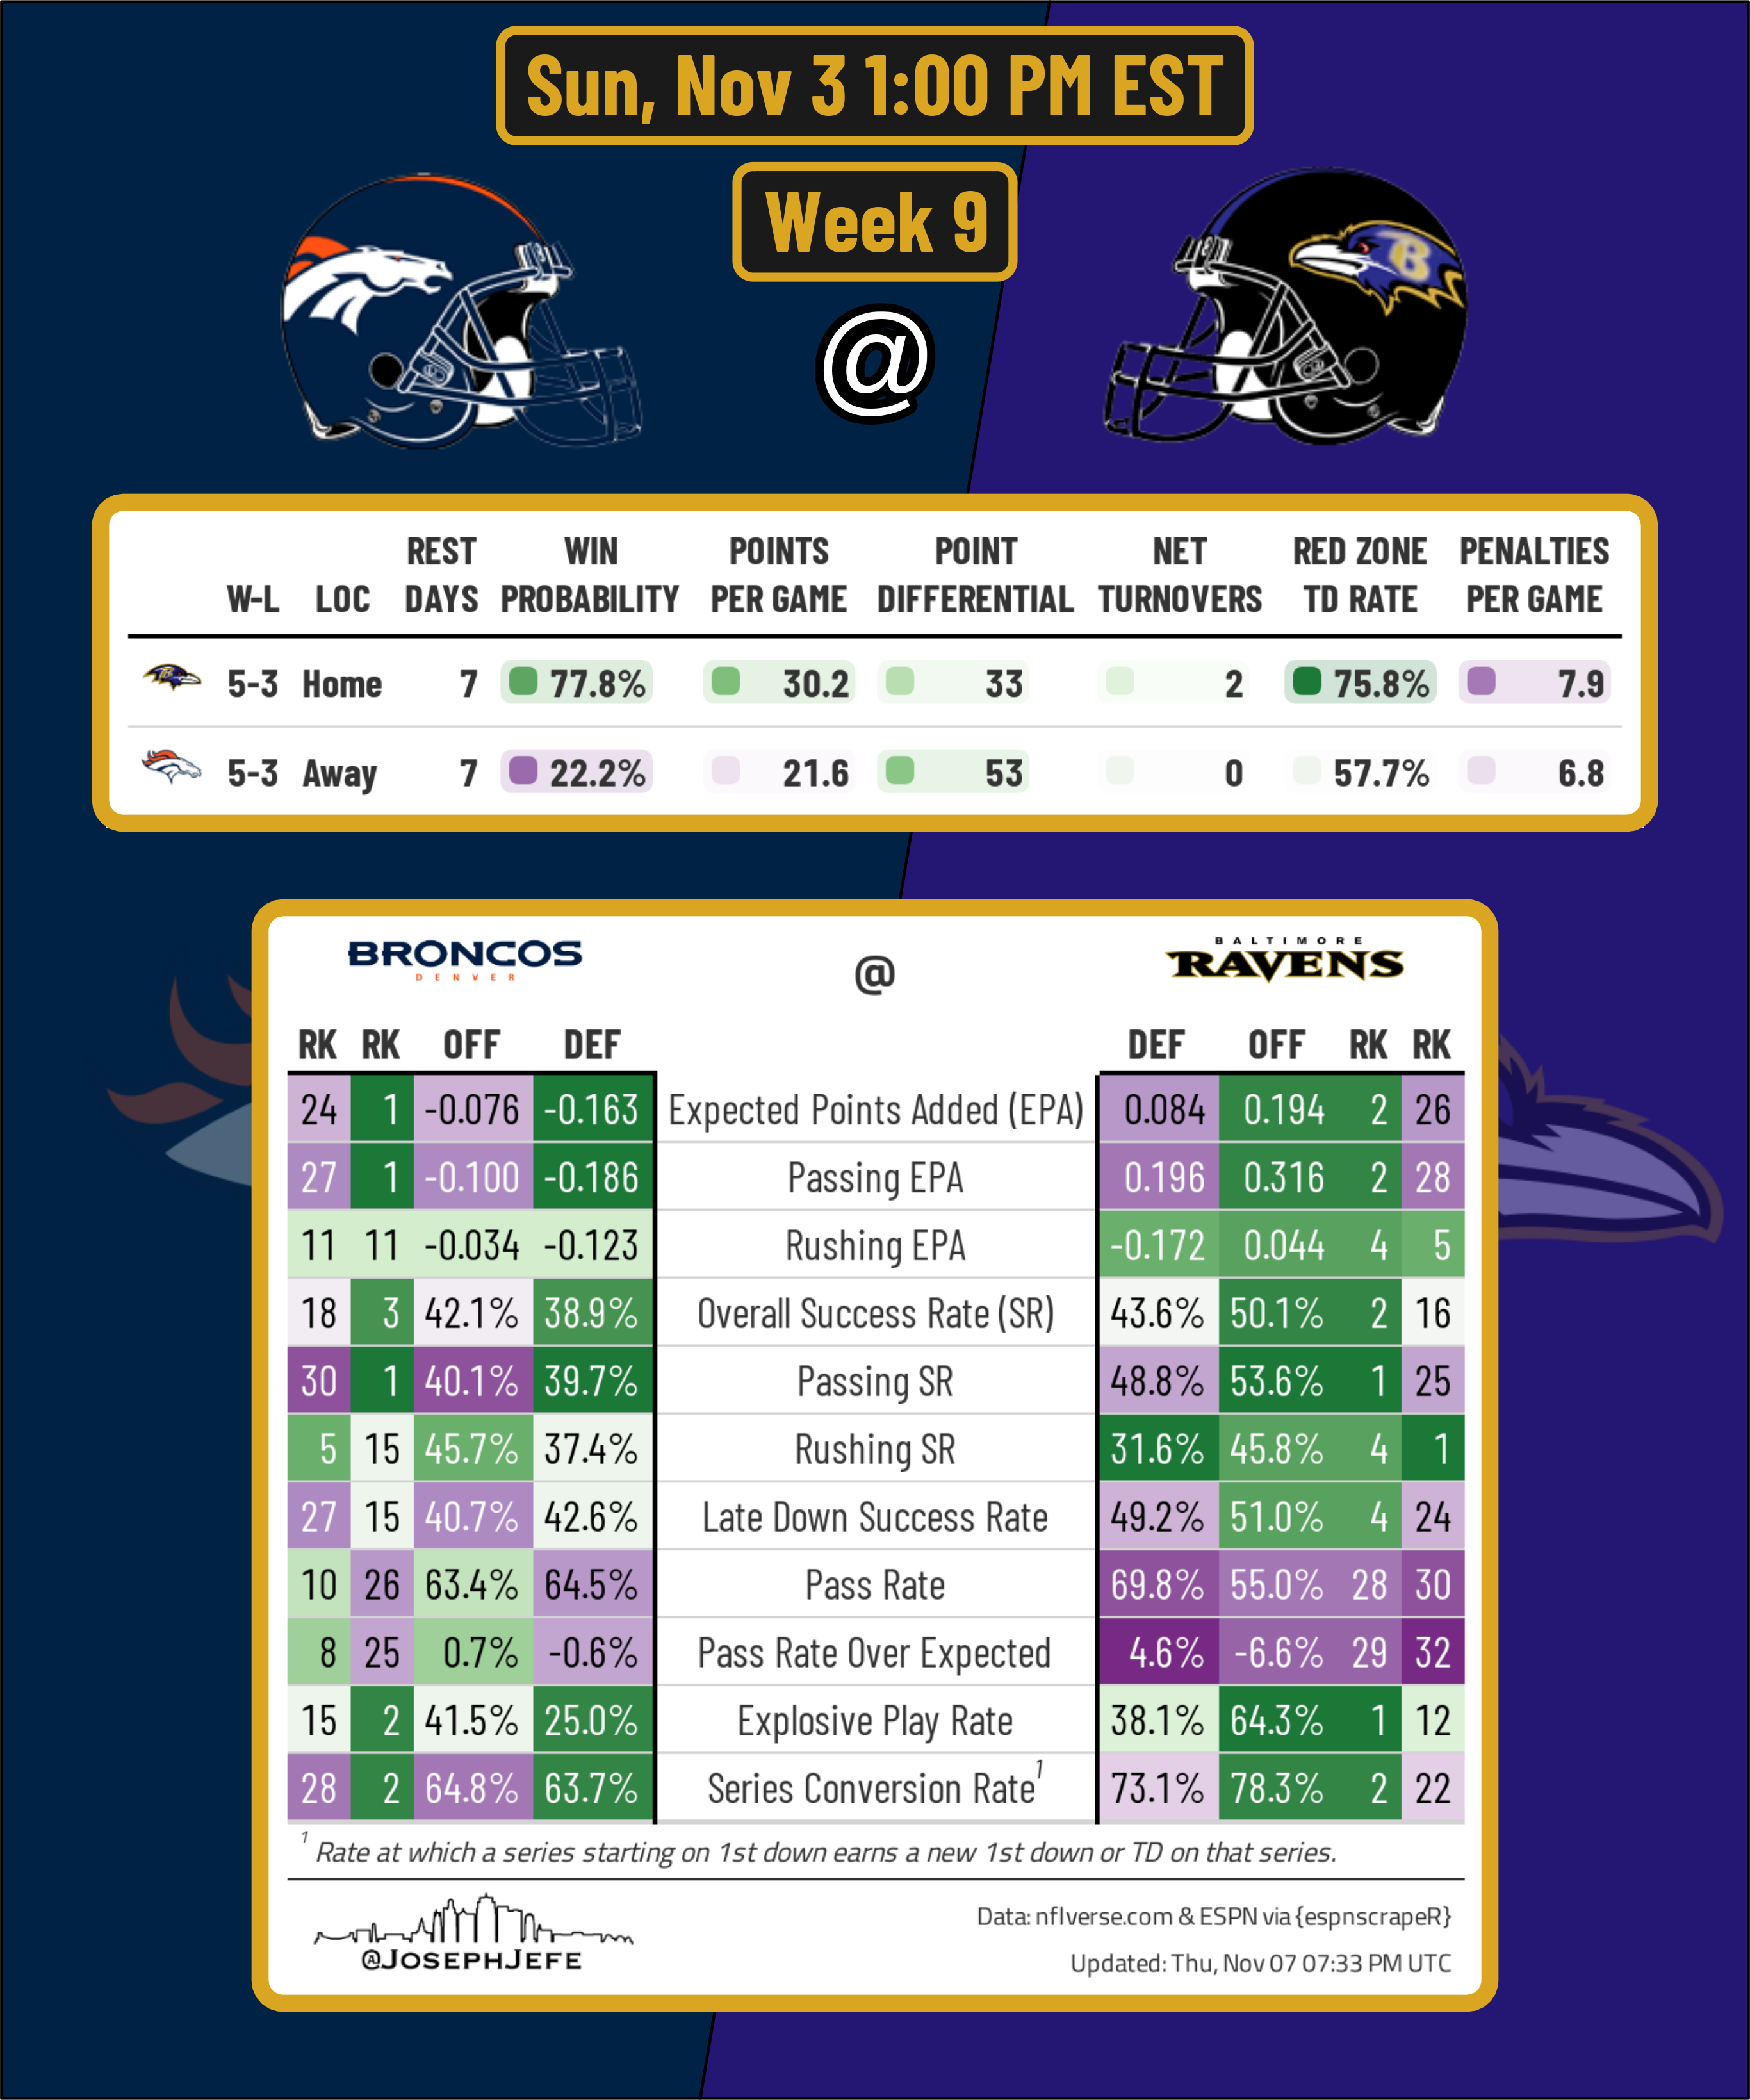 Sun, Nov 3 1:00 PM EST
Week 9
@
B
W-L LOC REST DAYS WIN PROBABILITY POINTS PER GAME POINT DIFFERENTIAL NET TURNOVERS RED ZONE TD RATE PENALTIES PER GAME
5-3 Home 7 77.8% 30.2 33 2 75.8% 7.9
5-3 Away 7 22.2% 21.6 53 0 57.7% 6.8
BRONCOS
DENVER
@
BALTIMORE
RAVENS
RK RK OFF DEF DEF OFF RK RK
24 1 -0.076 -0.163 Expected Points Added (EPA) 0.084 0.194 2 26
27 1 -0.100 -0.186 Passing EPA 0.196 0.316 2 28
11 11 -0.034 -0.123 Rushing EPA -0.172 0.044 4 5
18 3 42.1% 38.9% Overall Success Rate (SR) 43.6% 50.1% 2 16
30 1 40.1% 39.7% Passing SR 48.8% 53.6% 1 25
5 15 45.7% 37.4% Rushing SR 31.6% 45.8% 4 1
27 15 40.7% 42.6% Late Down Success Rate 49.2% 51.0% 4 24
10 26 63.4% 64.5% Pass Rate 69.8% 55.0% 28 30
8 25 0.7% -0.6% Pass Rate Over Expected 4.6% -6.6% 29 32
15 2 41.5% 25.0% Explosive Play Rate 38.1% 64.3% 1 12
28 2 64.8% 63.7% Series Conversion Rate¹ 73.1% 78.3% 2 22
¹ Rate at which a series starting on 1st down earns a new 1st down or TD on that series.
@JOSEPHJEFE
Data: nflverse.com & ESPN via {espnscrapeR}
Updated: Thu, Nov 07 07:33 PM UTC